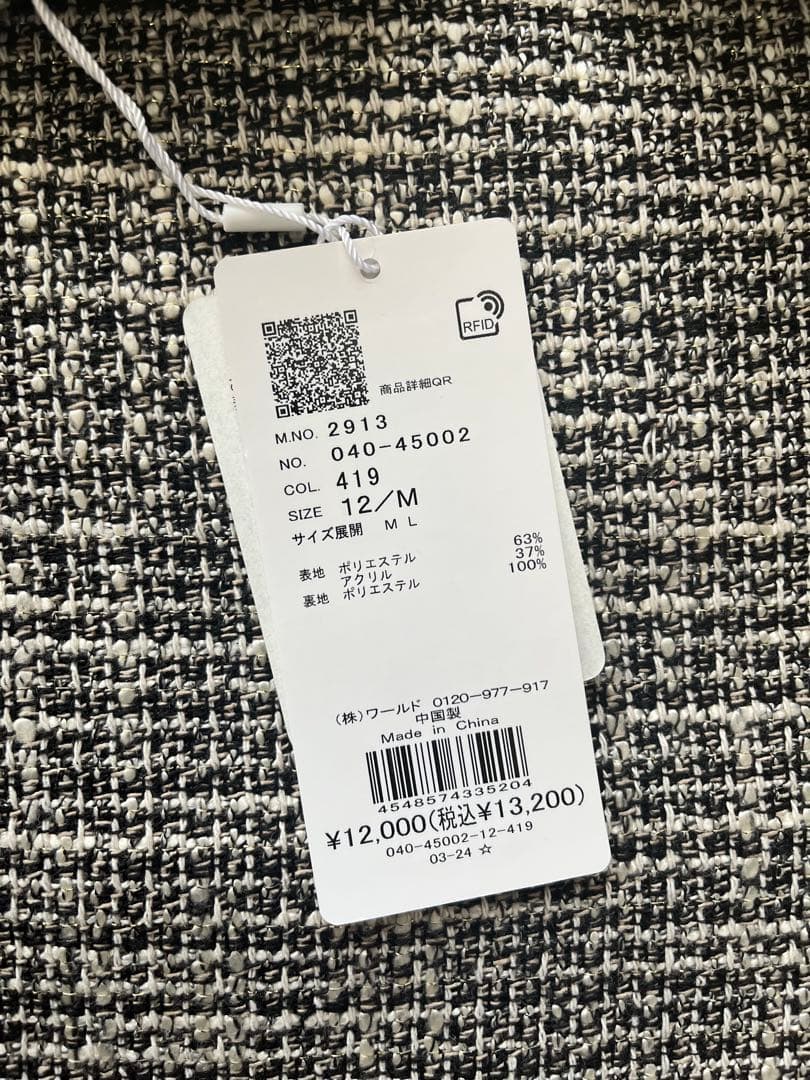 RFID
商品詳細QR
M.NO. 2913
NO. 040-45002
COL. 419
SIZE 12/M
サイズ展開 M L
表地 ポリエステル 63%
アクリル 37%
裏地 ポリエステル 100%
(株)ワールド 0120-977-917
中国製
Made in China
4548574335204
¥12,000(税込¥13,200)
040-45002-12-419
03-24 ☆